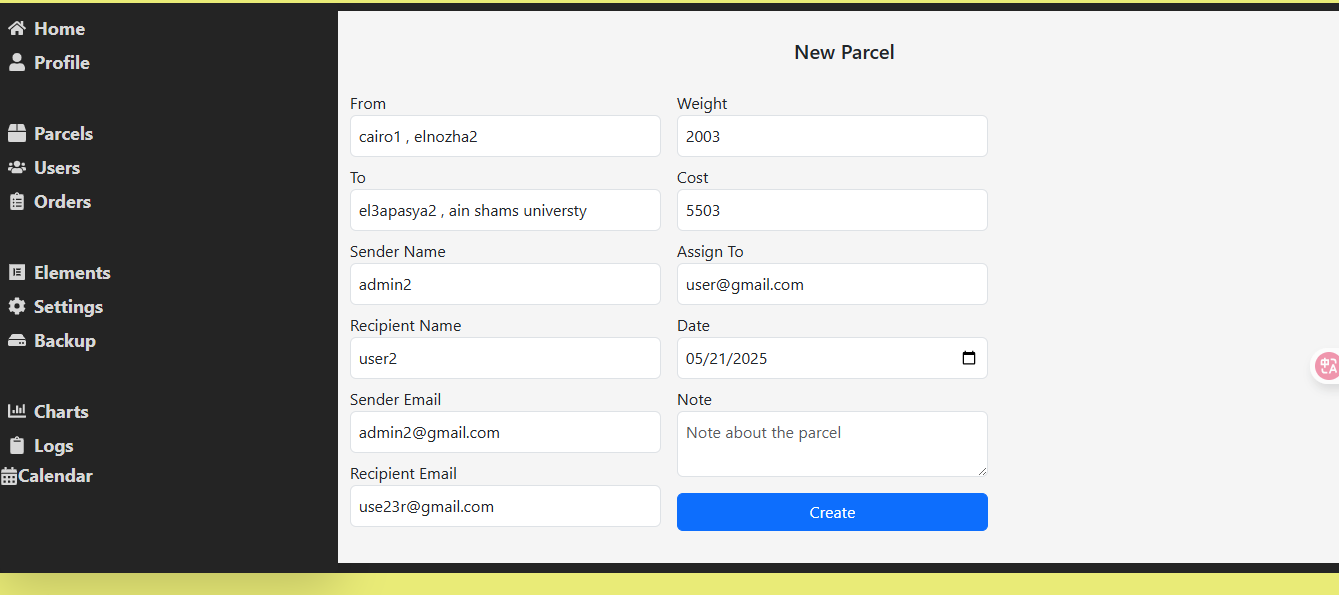 Home
Profile
Parcels
Users
Orders
Elements
Settings
Backup
Charts
Logs
Calendar
New Parcel
From
cairo1 , elnozha2
To
el3apasya2 , ain shams universty
Sender Name
admin2
Recipient Name
user2
Sender Email
admin2@gmail.com
Recipient Email
use23r@gmail.com
Weight
2003
Cost
5503
Assign To
user@gmail.com
Date
05/21/2025
Note
Note about the parcel
Create
中A